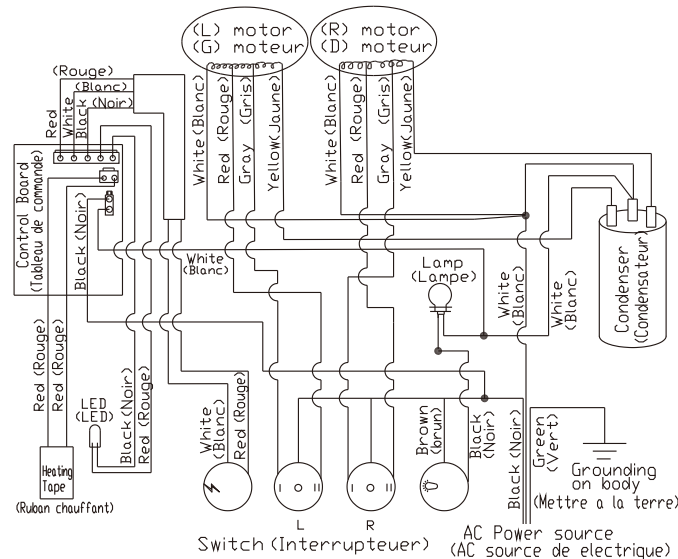 (L) motor
(G) moteur
(R) motor
(D) moteur
(Rouge)
(Blanc)
(Noir)
Red
White
Black
White (Blanc)
Red (Rouge)
Gray (Gris)
Yellow(Jaune)
White (Blanc)
Red (Rouge)
Gray (Gris)
Yellow(Jaune)
Control Board
(Tableau de commande)
Black (Noir)
White
(Blanc)
Lamp
(Lampe)
White
(Blanc)
White
(Blanc)
Condenser
(Condensateur)
Red (Rouge)
Red (Rouge)
LED
(LED)
Black (Noir)
Red (Rouge)
White
(Blanc)
Red (Rouge)
Brown
(brun)
Black
(Noir)
Black (Noir)
Green
(Vert)
Heating
Tape
(Ruban chauffant)
I O II
I O II
L
R
Switch (Interrupteuer)
Grounding
on body
(Mettre a la terre)
AC Power source
(AC source de electrique)